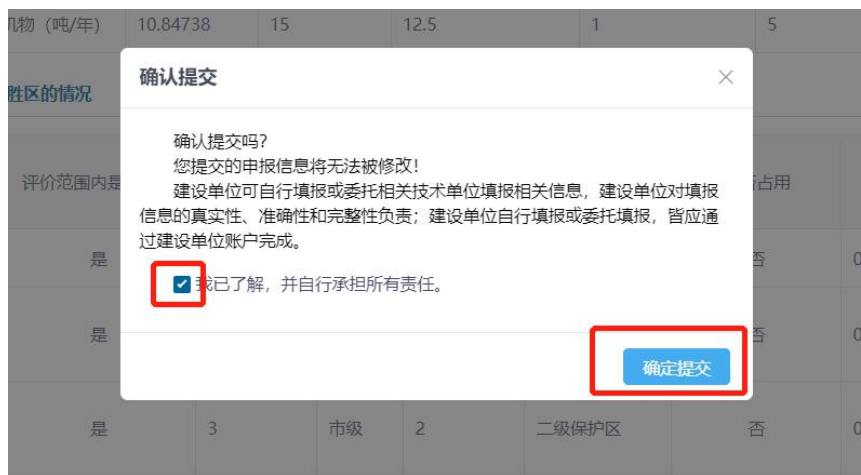 几物（吨/年） 10.84738 15 12.5 1 5
确认提交
胜区的情况
确认提交吗？
您提交的申报信息将无法被修改！
建设单位可自行填报或委托相关技术单位填报相关信息，建设单位对填报
信息的真实性、准确性和完整性负责；建设单位自行填报或委托填报，皆应通
过建设单位账户完成。
评价范围内是 占用
是 否 0
我已了解，并自行承担所有责任。
是 否 0
确定提交
是 3 市级 2 二级保护区 否 0